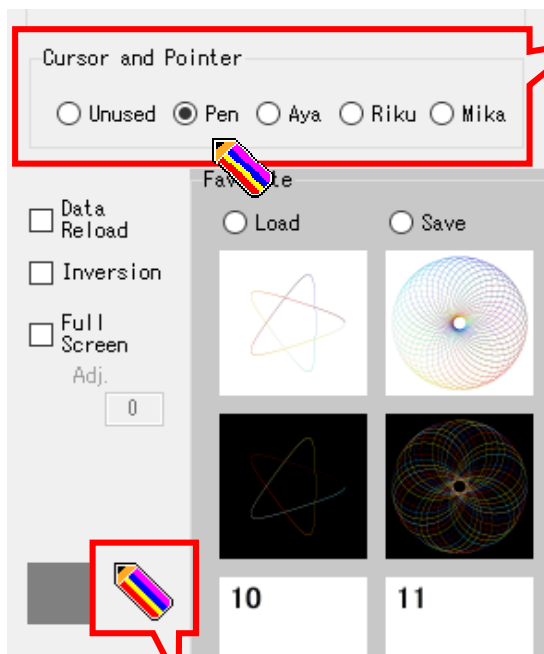 Cursor and Pointer
Unused Pen Aya Riku Mika
Load Save
Data
Reload
Inversion
Full
Screen
Adj.
0
10 11